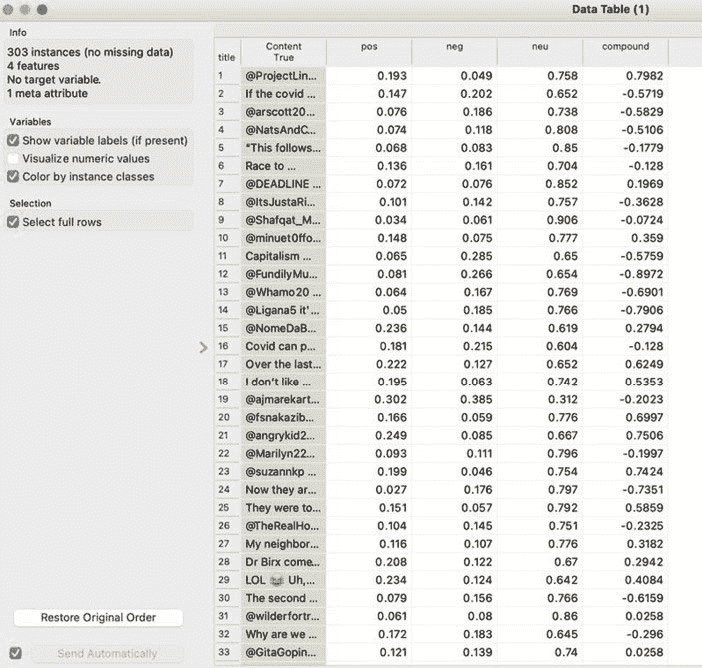 Data Table (1)
Info
303 instances (no missing data)
4 features
No target variable.
1 meta attribute
Variables
Show variable labels (if present)
Visualize numeric values
Color by instance classes
Selection
Select full rows
Restore Original Order
Send Automatically
title Content True pos neg neu compound
1 @ProjectLin... 0.193 0.049 0.758 0.7982
2 If the covid ... 0.147 0.202 0.652 -0.5719
3 @arscott20... 0.076 0.186 0.738 -0.5829
4 @NatsAndC... 0.074 0.118 0.808 -0.5106
5 "This follows... 0.068 0.083 0.85 -0.1779
6 Race to ... 0.136 0.161 0.704 -0.128
7 @DEADLINE ... 0.072 0.076 0.852 0.1969
8 @ItsJustaRi... 0.101 0.142 0.757 -0.3628
9 @Shafqat_M... 0.034 0.061 0.906 -0.0724
10 @minuet0ffo... 0.148 0.075 0.777 0.359
11 Capitalism ... 0.065 0.285 0.65 -0.5759
12 @FundilyMu... 0.081 0.266 0.654 -0.8972
13 @Whamo20 ... 0.064 0.167 0.769 -0.6901
14 @Ligana5 it'... 0.05 0.185 0.766 -0.7906
15 @NomeDaB... 0.236 0.144 0.619 0.2794
16 Covid can p... 0.181 0.215 0.604 -0.128
17 Over the last... 0.222 0.127 0.652 0.6249
18 I don't like ... 0.195 0.063 0.742 0.5353
19 @ajmarekart... 0.302 0.385 0.312 -0.2023
20 @fsnakazib... 0.166 0.059 0.776 0.6997
21 @angrykid2... 0.249 0.085 0.667 0.7506
22 @Marilyn22... 0.093 0.111 0.796 -0.1997
23 @suzannkp ... 0.199 0.046 0.754 0.7424
24 Now they ar... 0.027 0.176 0.797 -0.7351
25 They were to... 0.151 0.057 0.792 0.5859
26 @TheRealHo... 0.104 0.145 0.751 -0.2325
27 My neighbor... 0.116 0.107 0.776 0.3182
28 Dr Birx come... 0.208 0.122 0.67 0.2942
29 LOL Uh,... 0.234 0.124 0.642 0.4084
30 The second ... 0.079 0.156 0.766 -0.6159
31 @wilderfortr... 0.061 0.08 0.86 0.0258
32 Why are we ... 0.172 0.183 0.645 -0.296
33 @GitaGopin... 0.121 0.139 0.74 0.0258